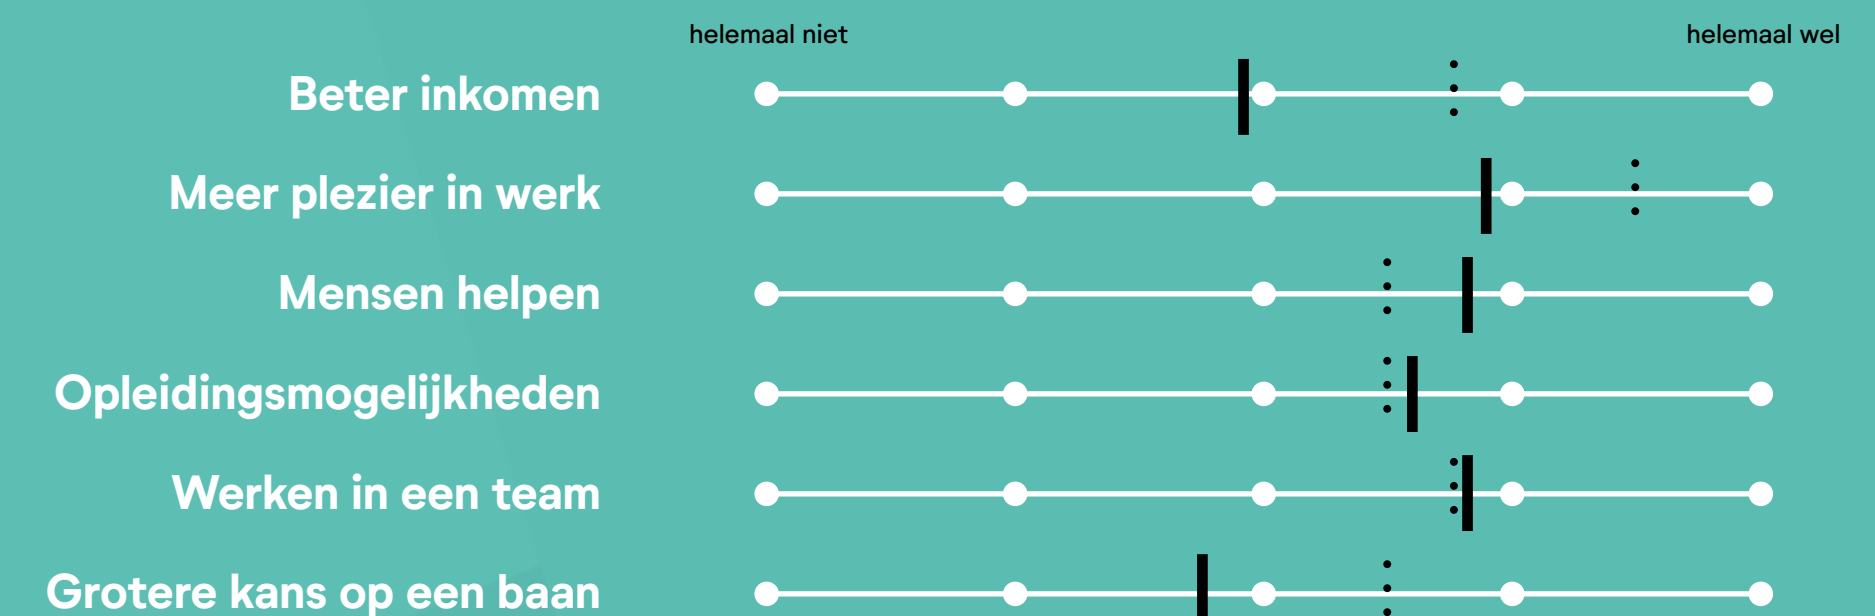 helemaal niet helemaal wel
Beter inkomen
Meer plezier in werk
Mensen helpen
Opleidingsmogelijkheden
Werken in een team
Grotere kans op een baan